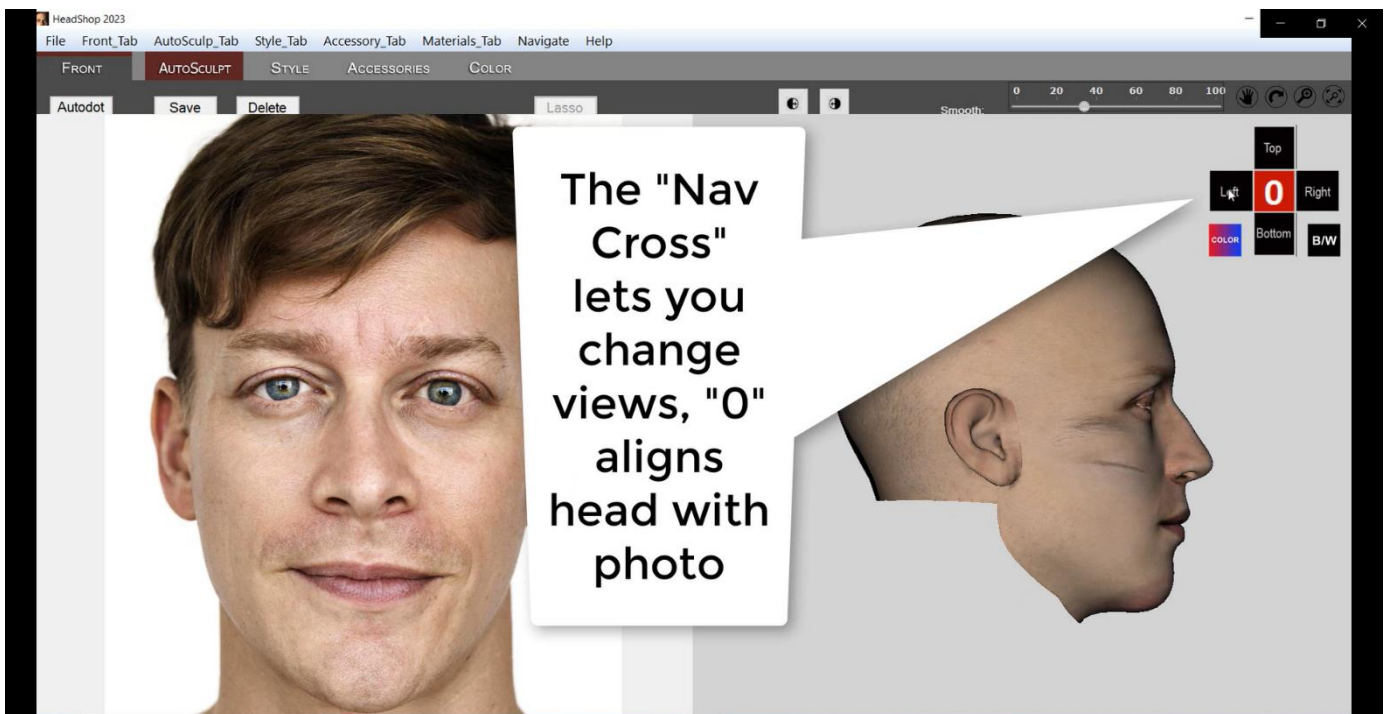 HeadShop 2023
File Front_Tab AutoSculp_Tab Style_Tab Accessory_Tab Materials_Tab Navigate Help
FRONT AUTOSCULPT STYLE ACCESSORIES COLOR
Autodot Save Delete Lasso Smooth: 0 20 40 60 80 100
The "Nav
Cross"
lets you
change
views, "0"
aligns
head with
photo
Top
Left 0 Right
COLOR Bottom B/W